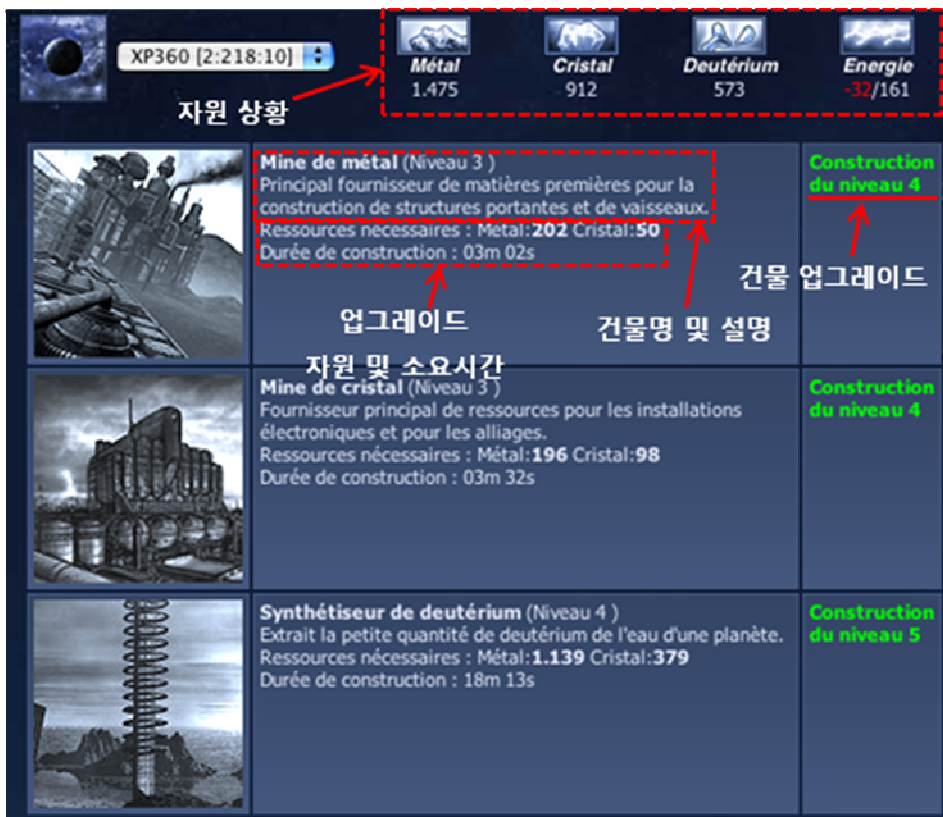 XP360 [2:218:10]
Métal
Cristal
Deutérium
Energie
1.475
912
573
-32/161
자원 상황
Mine de métal (Niveau 3 )
Principal fournisseur de matières premières pour la
construction de structures portantes et de vaisseaux.
Ressources nécessaires : Métal:202 Cristal:50
Durée de construction : 03m 02s
Construction
du niveau 4
건물 업그레이드
업그레이드
자원 및 소요시간
건물명 및 설명
Mine de cristal (Niveau 3 )
Fournisseur principal de ressources pour les installations
électroniques et pour les alliages.
Ressources nécessaires : Métal:196 Cristal:98
Durée de construction : 03m 32s
Construction
du niveau 4
Synthétiseur de deutérium (Niveau 4 )
Extrait la petite quantité de deutérium de l'eau d'une planète.
Ressources nécessaires : Métal:1.139 Cristal:379
Durée de construction : 18m 13s
Construction
du niveau 5